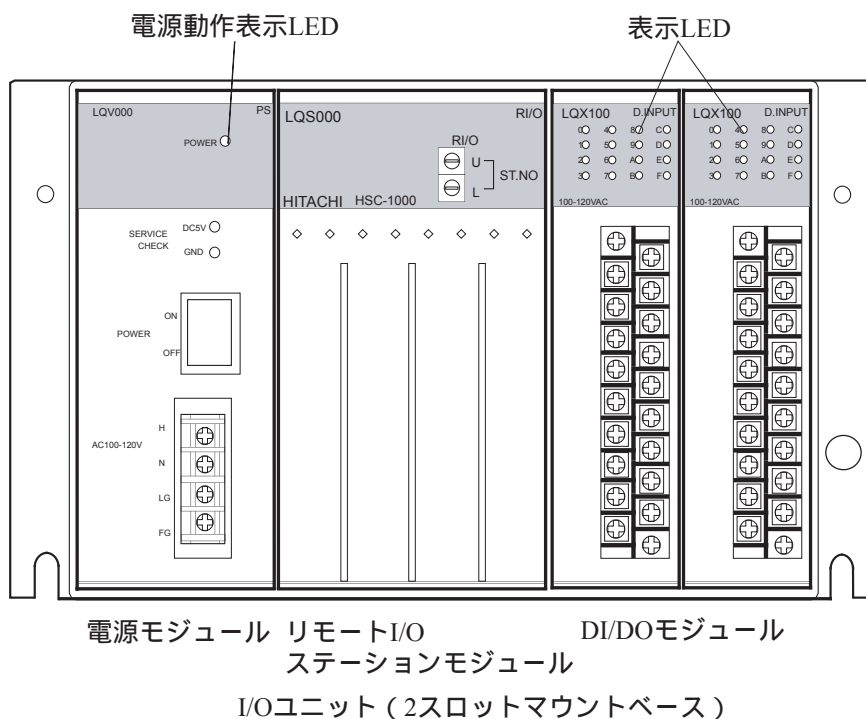 電源動作表示LED
表示LED
LQV000 PS
POWER
SERVICE CHECK
DC5V
GND
ON
POWER
OFF
AC100-120V
H
N
LG
FG
LQS000 RI/O
RI/O
U
L
ST.NO
HITACHI HSC-1000
LQX100 D.INPUT
0 4 8 C
1 5 9 D
2 6 A E
3 7 B F
100-120VAC
LQX100 D.INPUT
0 4 8 C
1 5 9 D
2 6 A E
3 7 B F
100-120VAC
電源モジュール
リモートI/O
ステーションモジュール
DI/DOモジュール
I/Oユニット（2スロットマウントベース）